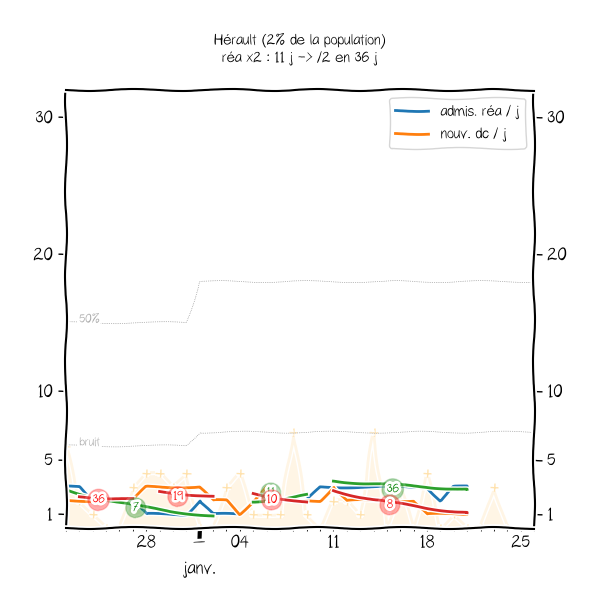 Hérault (2% de la population)
réa x2 : 11 j -> /2 en 36 j
admis. réa / j
nouv. dc / j
30 30
20 20
50%
10 10
bruit
5 5
36 7 19 10 36 8
1 1
28 04 11 18 25
janv.